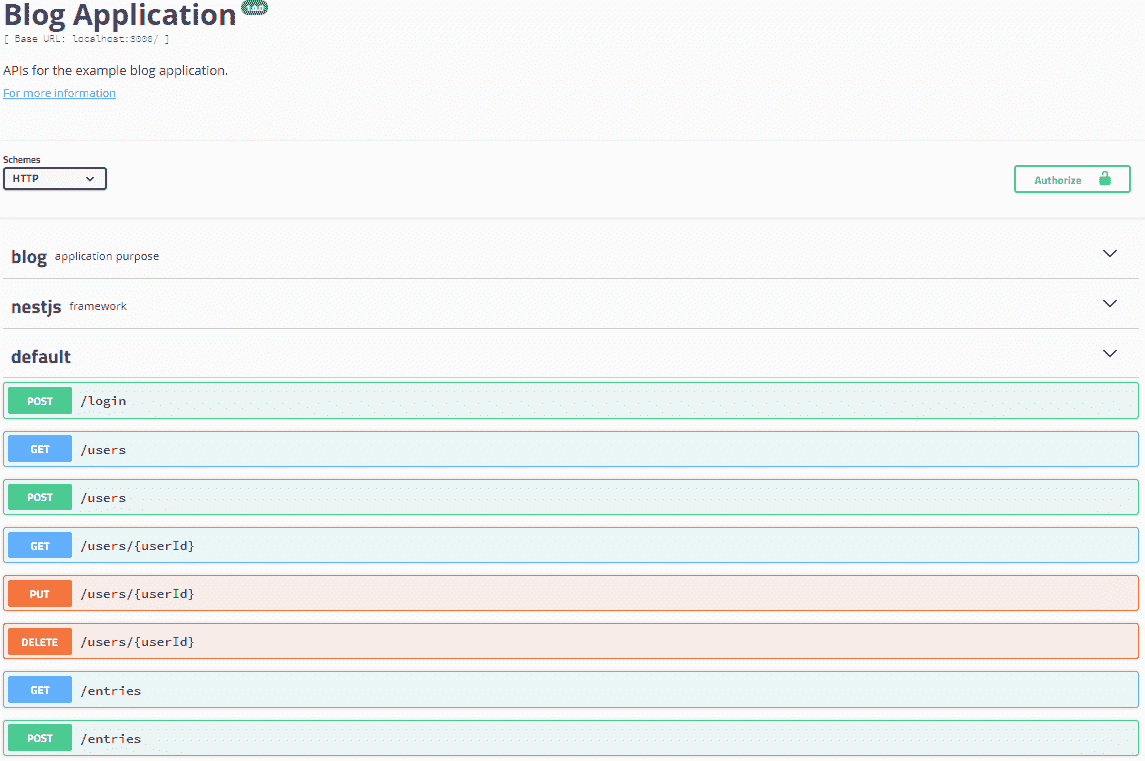 Blog Application
[ Base URL: localhost:3000/ ]
APIs for the example blog application.
For more information
Schemes
HTTP
Authorize
blog application purpose
nestjs framework
default
POST /login
GET /users
POST /users
GET /users/{userId}
PUT /users/{userId}
DELETE /users/{userId}
GET /entries
POST /entries